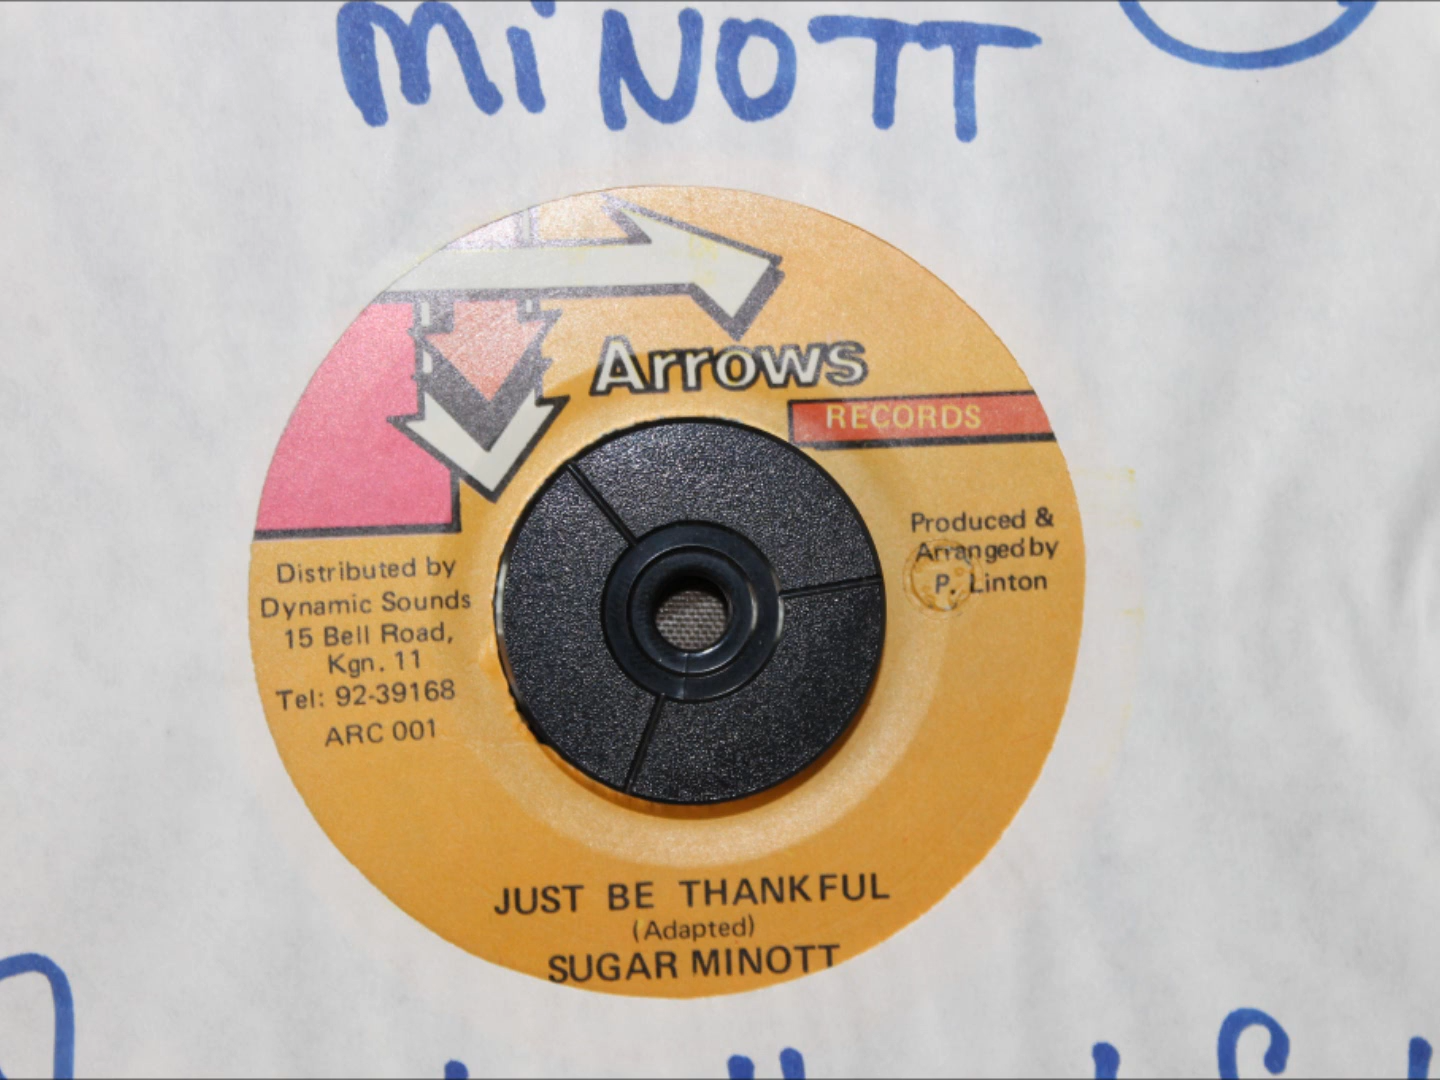 MiNOTT
Arrows
RECORDS
Produced &
Arranged by
P. Linton
Distributed by
Dynamic Sounds
15 Bell Road,
Kgn. 11
Tel: 92-39168
ARC 001
JUST BE THANKFUL
(Adapted)
SUGAR MINOTT